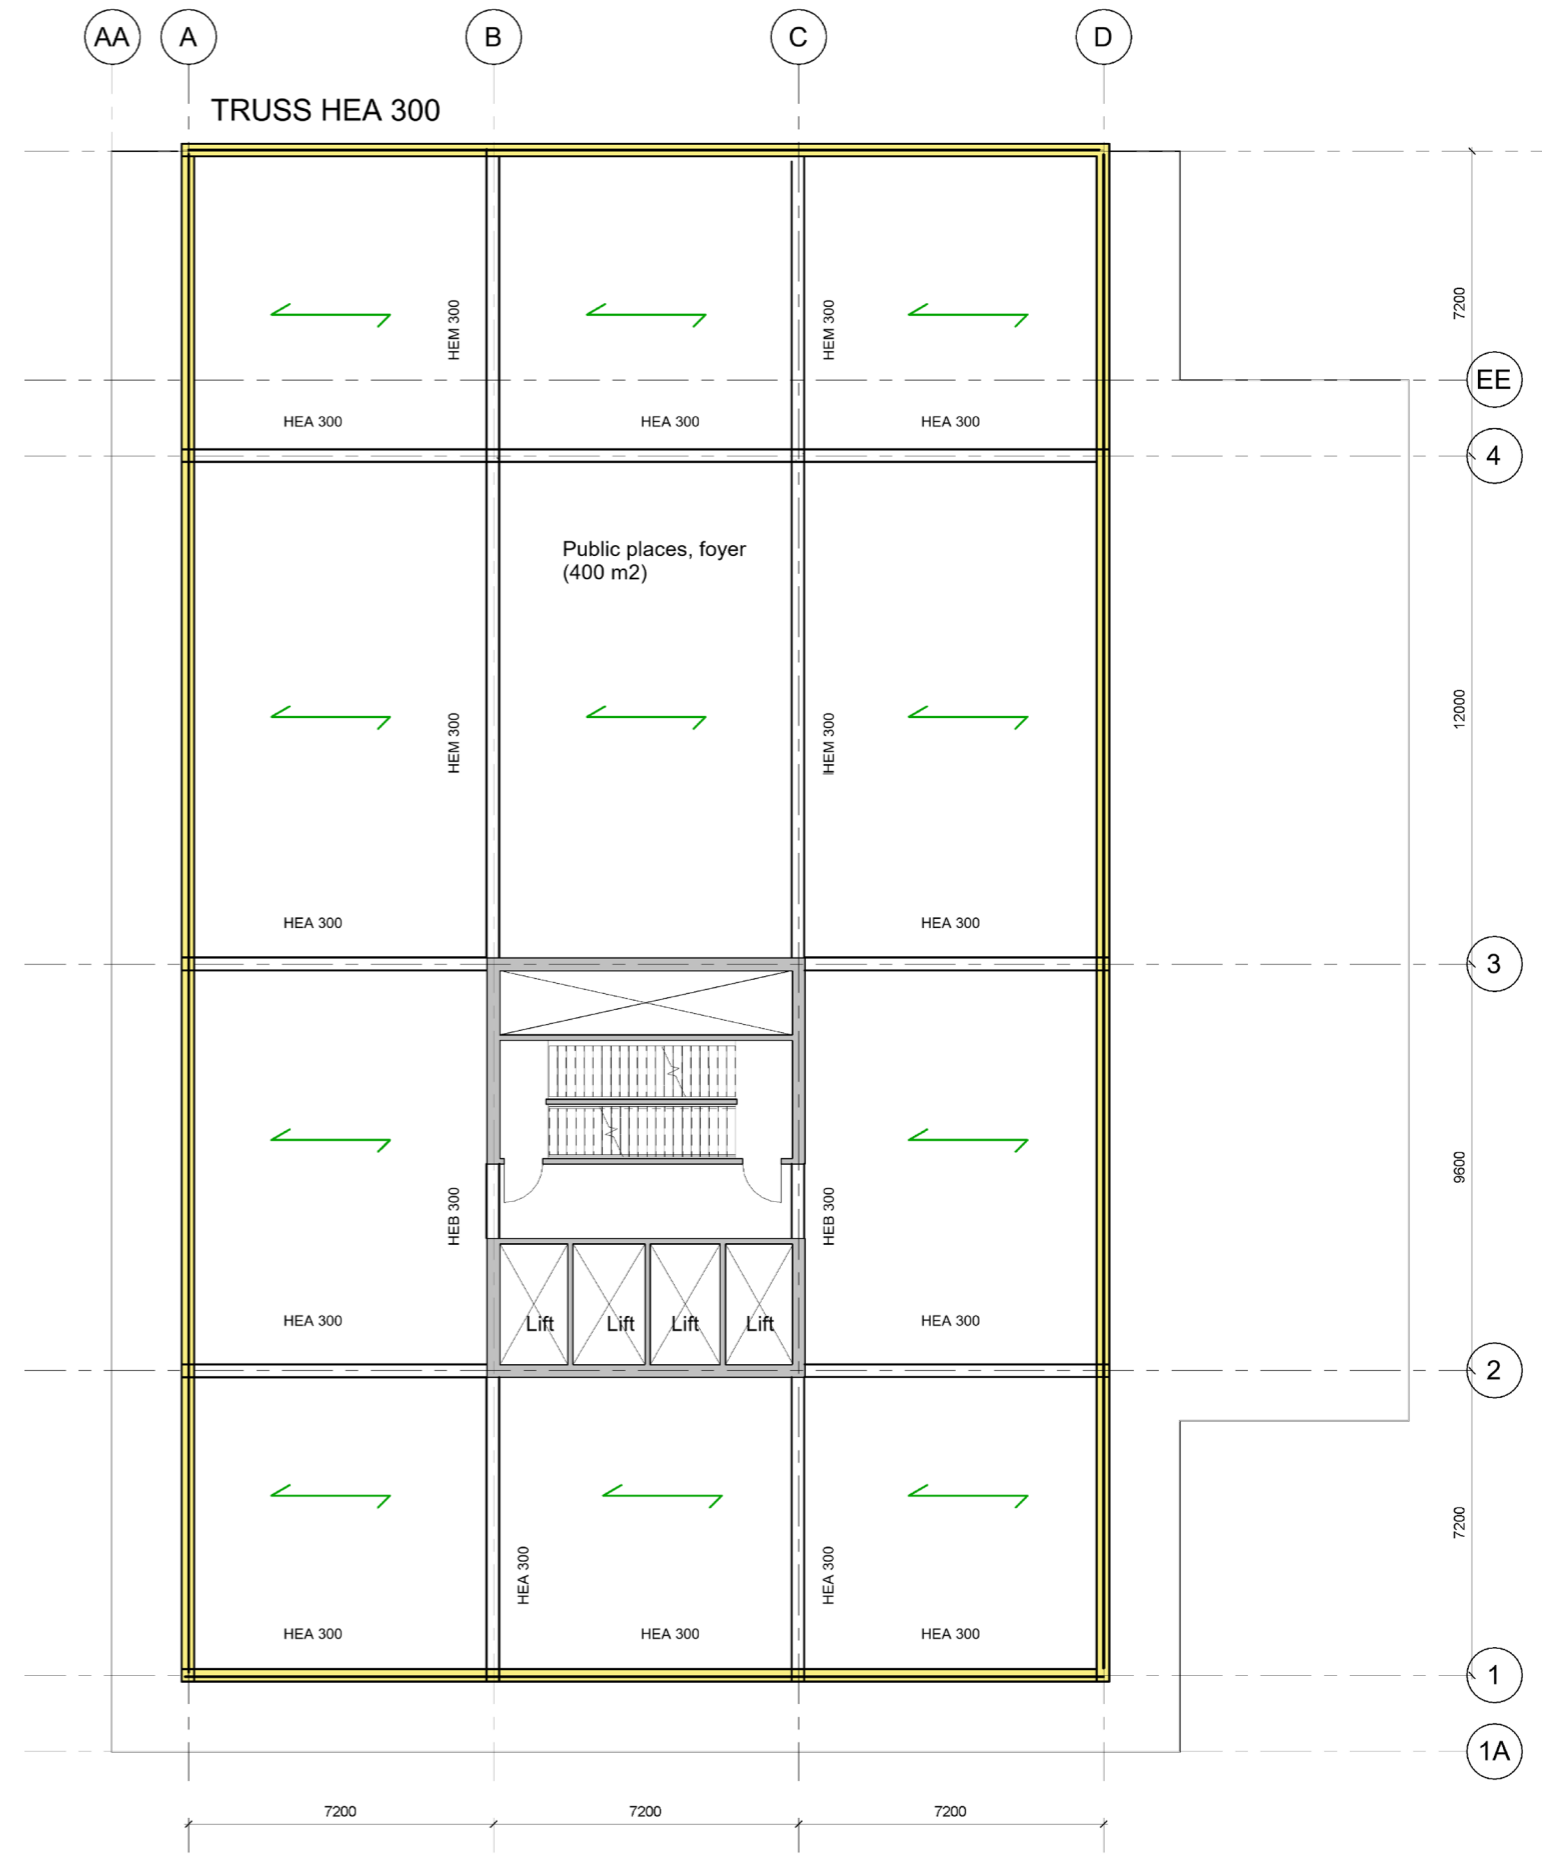 AA A B C D
TRUSS HEA 300
7200
HEM 300 HEM 300
EE
HEA 300 HEA 300 HEA 300
4
Public places, foyer
(400 m2)
12000
HEM 300 HEM 300
HEA 300 HEA 300
3
9600
HEB 300 HEB 300
Lift Lift Lift Lift
HEA 300 HEA 300
2
7200
HEA 300 HEA 300
HEA 300 HEA 300 HEA 300
1
1A
7200 7200 7200